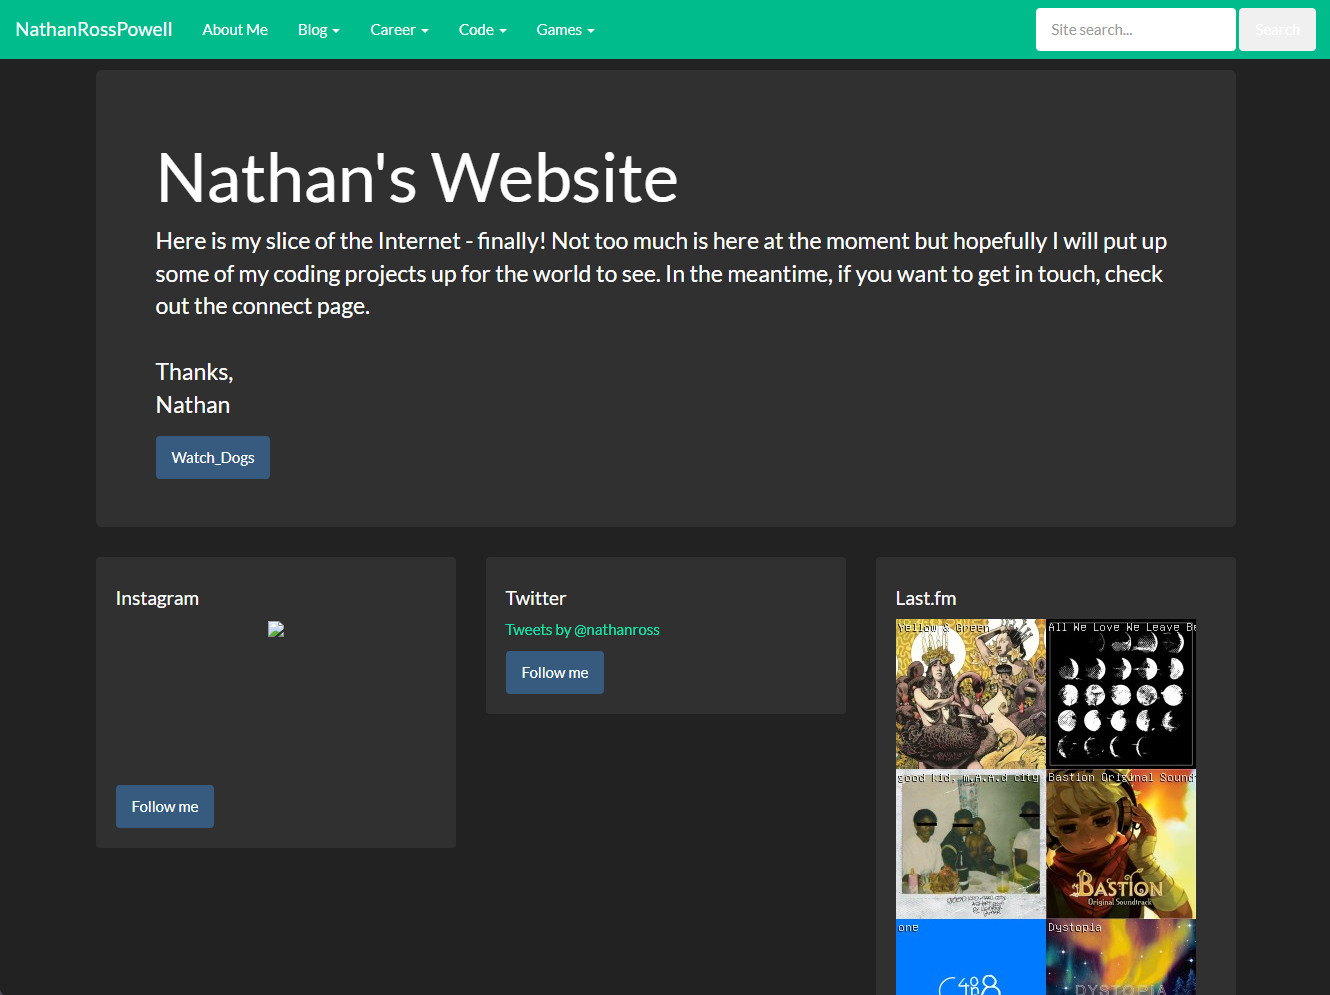 NathanRossPowell
About Me
Blog
Career
Code
Games
Site search...
Search
Nathan's Website
Here is my slice of the Internet - finally! Not too much is here at the moment but hopefully I will put up
some of my coding projects up for the world to see. In the meantime, if you want to get in touch, check
out the connect page.
Thanks,
Nathan
Watch_Dogs
Instagram
Follow me
Twitter
Tweets by @nathanross
Follow me
Last.fm
Yellow & Green
All We Love We Leave Be
good kid, m.A.A.d city
Bastion Original Sound
BASTION
Original Soundtrack
one
Dystopia
DYSTOPIA